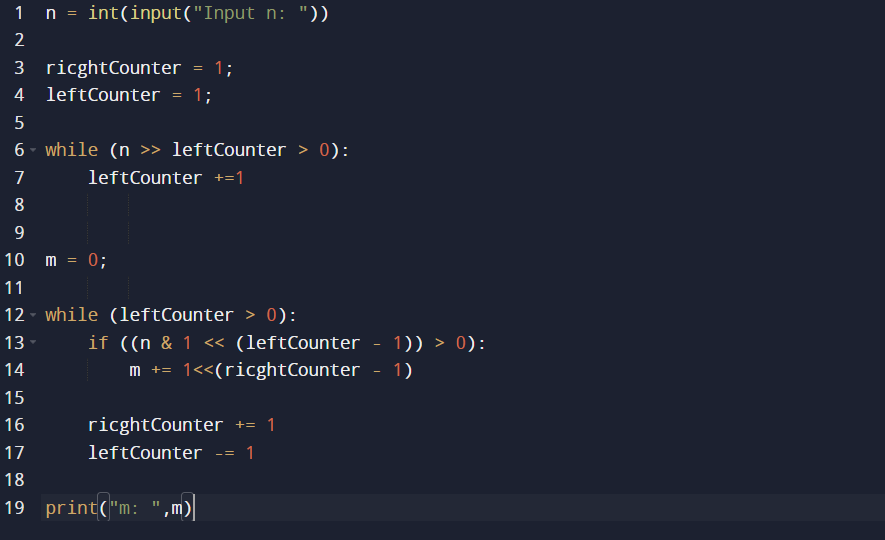 1 n = int(input("Input n: "))
2
3 ricghtCounter = 1;
4 leftCounter = 1;
5
6 while (n >> leftCounter > 0):
7     leftCounter +=1
8
9
10 m = 0;
11
12 while (leftCounter > 0):
13     if ((n & 1 << (leftCounter - 1)) > 0):
14         m += 1<<(ricghtCounter - 1)
15
16     ricghtCounter += 1
17     leftCounter -= 1
18
19 print("m: ",m)